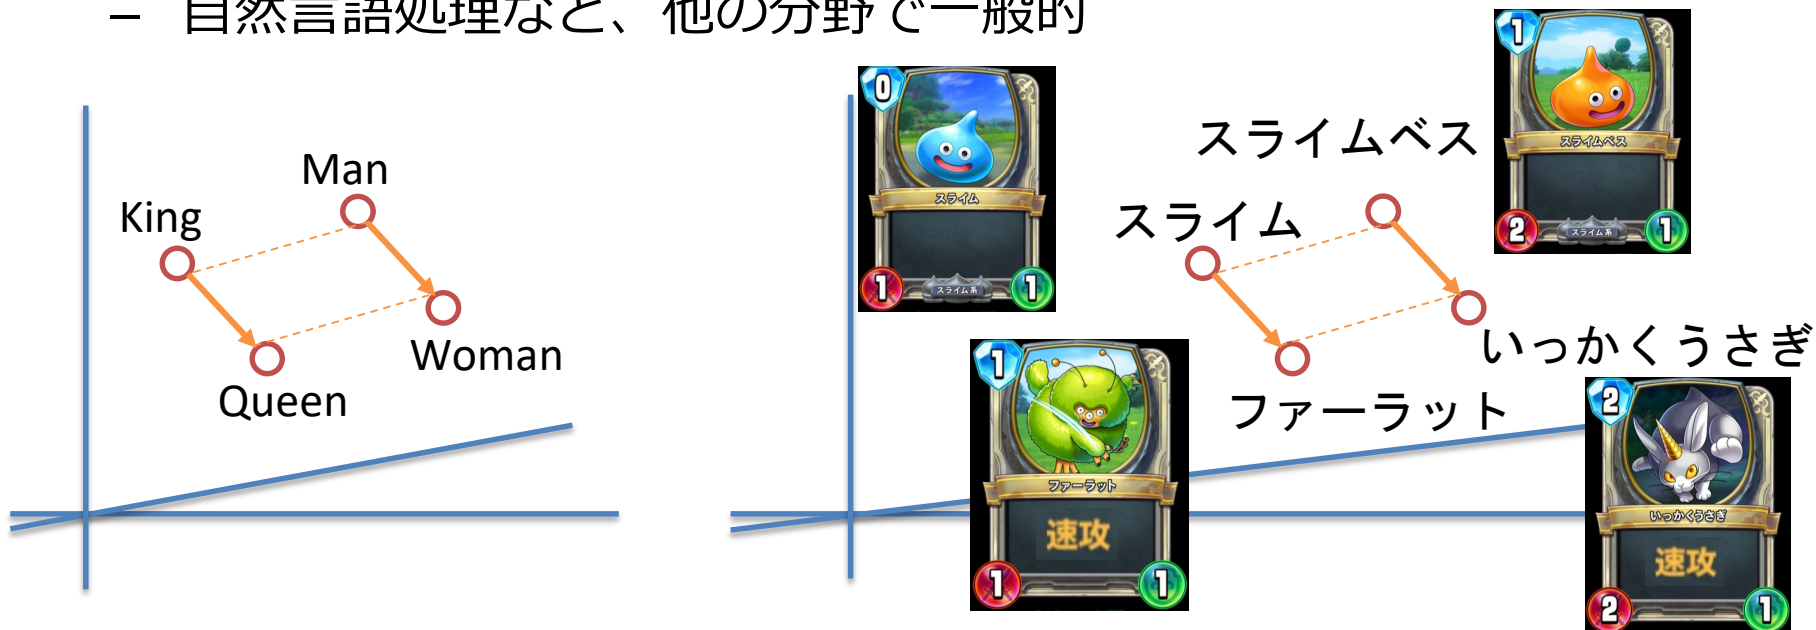 – 自然言語処理など、他の分野で一般的
Man
King
Woman
Queen
0
スライム
1
スライム系
1
スライムベス
スライム
1
スライムベス
2
スライム系
1
いっかくうさぎ
ファーラット
1
ファーラット
速攻
1
1
2
いっかくうさぎ
速攻
2
1